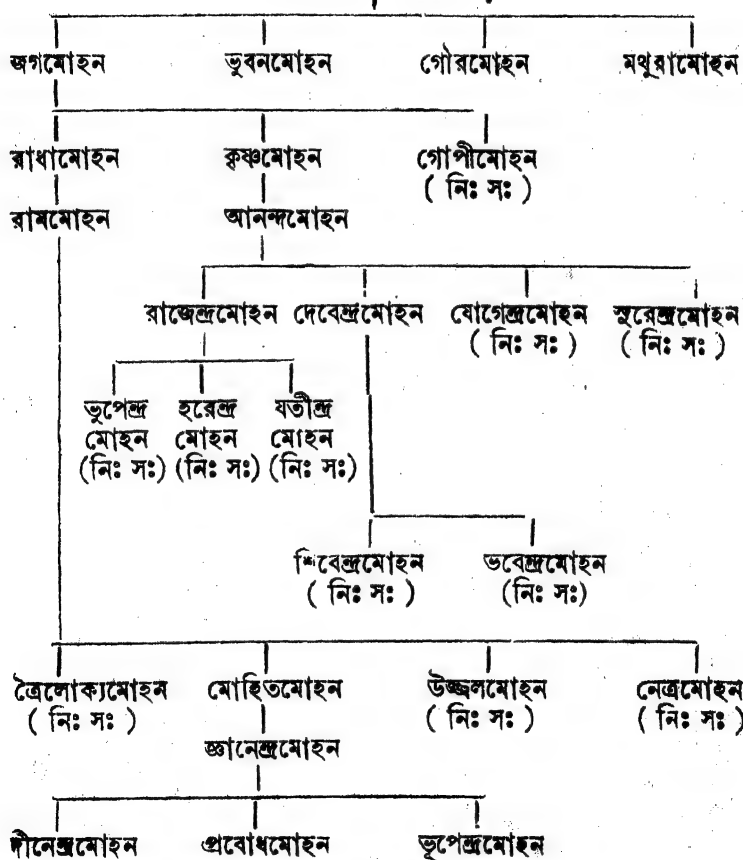 জগমোহন ভুবনমোহন গৌরমোহন মথুরামোহন
রাধামোহন কৃষ্ণমোহন গোপীমোহন
( নিঃ সঃ )
রামমোহন আনন্দমোহন
রাজেন্দ্রমোহন দেবেন্দ্রমোহন যোগেন্দ্রমোহন সুরেন্দ্রমোহন
( নিঃ সঃ ) ( নিঃ সঃ )
ভুপেন্দ্র হরেন্দ্র যতীন্দ্র
মোহন মোহন মোহন
(নিঃ সঃ) (নিঃ সঃ) (নিঃ সঃ)
শিবেন্দ্রমোহন ভবেন্দ্রমোহন
( নিঃ সঃ ) (নিঃ সঃ)
ত্রৈলোক্যমোহন মোহিতমোহন উজ্জলমোহন নেত্রমোহন
( নিঃ সঃ ) ( নিঃ সঃ ) ( নিঃ সঃ )
জ্ঞানেন্দ্রমোহন
দীনেন্দ্রমোহন প্রবোধমোহন ভূপেন্দ্রমোহন